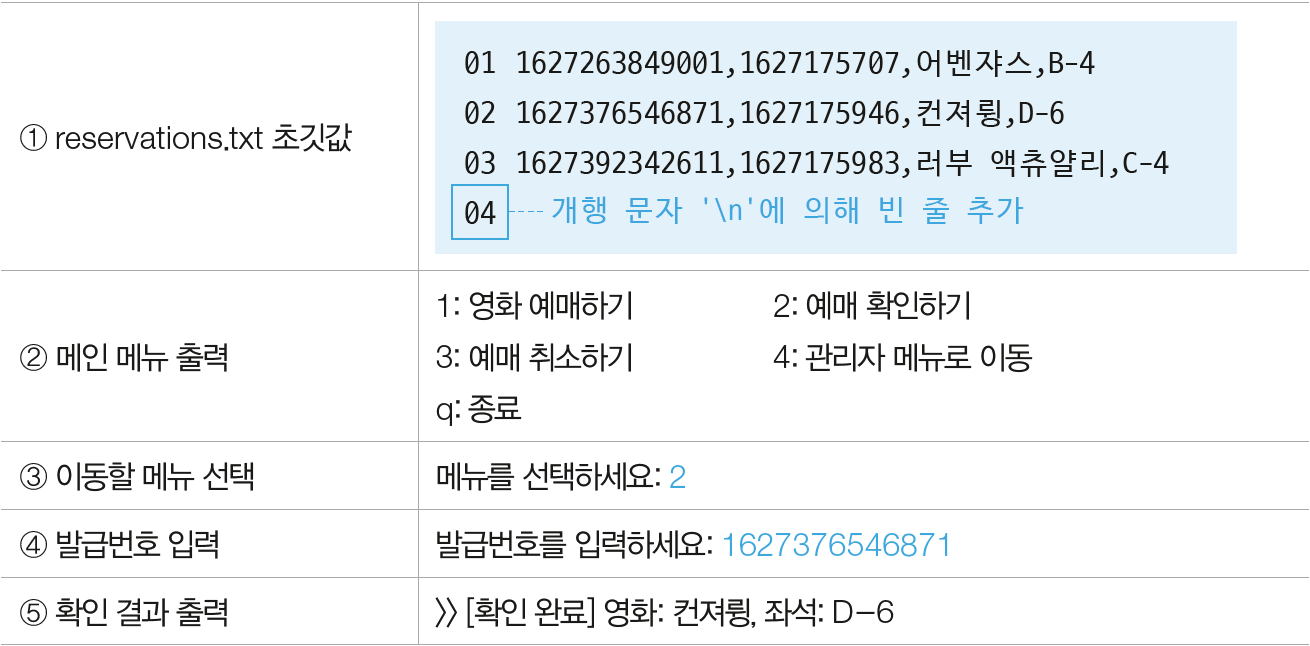 ① reservations.txt 초깃값
01 1627263849001,1627175707,어벤쟈스,B-4
02 1627376546871,1627175946,컨져륑,D-6
03 1627392342611,1627175983,러부 액츄얄리,C-4
04 개행 문자 '\n'에 의해 빈 줄 추가
② 메인 메뉴 출력
1: 영화 예매하기 2: 예매 확인하기
3: 예매 취소하기 4: 관리자 메뉴로 이동
q: 종료
③ 이동할 메뉴 선택
메뉴를 선택하세요: 2
④ 발급번호 입력
발급번호를 입력하세요: 1627376546871
⑤ 확인 결과 출력
>> [확인 완료] 영화: 컨져륑, 좌석: D-6